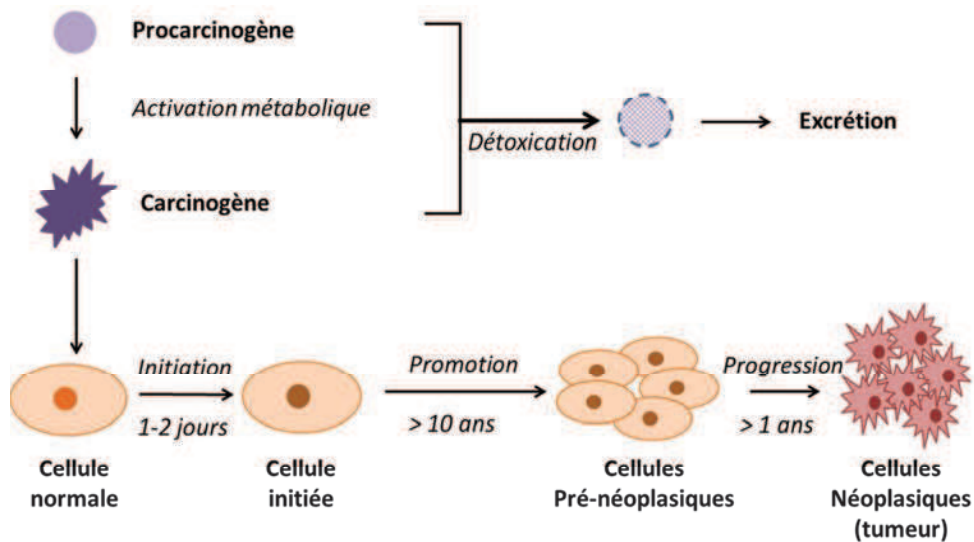 Procarcinogène
Activation métabolique
Détoxication
Excrétion
Carcinogène
Initiation
1-2 jours
Promotion
> 10 ans
Progression
> 1 ans
Cellule
normale
Cellule
initiée
Cellules
Pré-néoplasiques
Cellules
Néoplasiques
(tumeur)